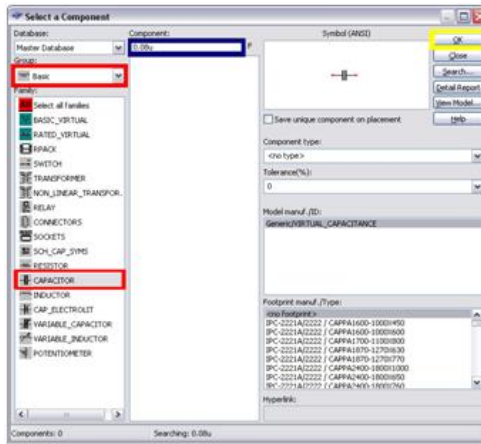 Select a Component
Database:
Master Database
Group:
Basic
Family:
Select all families
BASIC_VIRTUAL
RATED_VIRTUAL
RPACK
SWITCH
TRANSFORMER
NON_LINEAR_TRANSFOR.
RELAY
CONNECTORS
SOCKETS
SCH_CAP_SYMS
RESISTOR
CAPACITOR
INDUCTOR
CAP_ELECTROLIT
VARIABLE_CAPACITOR
VARIABLE_INDUCTOR
POTENTIOMETER
Component:
0.08u
F
Symbol (ANSI)
Save unique component on placement
Component type:
<no type>
Tolerance(%):
0
Model manuf./ID:
Generic/VIRTUAL_CAPACITANCE
Footprint manuf./Type:
<no footprint>
IPC-2221A/2222 / CAPPA1600-1000X450
IPC-2221A/2222 / CAPPA1600-1000X600
IPC-2221A/2222 / CAPPA1700-1100X800
IPC-2221A/2222 / CAPPA1870-1270X630
IPC-2221A/2222 / CAPPA1870-1270X770
IPC-2221A/2222 / CAPPA2400-1800X1000
IPC-2221A/2222 / CAPPA2400-1800X650
IPC-2221A/2222 / CAPPA2400-1800X760
Hyperlink:
OK
Close
Search...
Detail Report
View Model...
Help
Components: 0
Searching: 0.08u